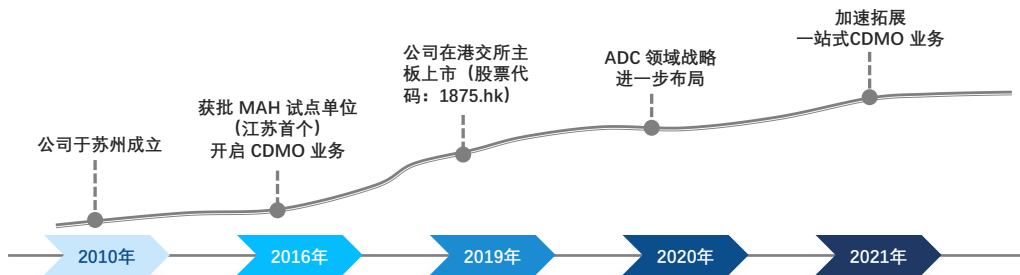 公司于苏州成立
获批 MAH 试点单位
（江苏首个）
开启 CDMO 业务
公司在港交所主
板上市（股票代
码：1875.hk）
ADC 领域战略
进一步布局
加速拓展
一站式CDMO 业务
2010年
2016年
2019年
2020年
2021年